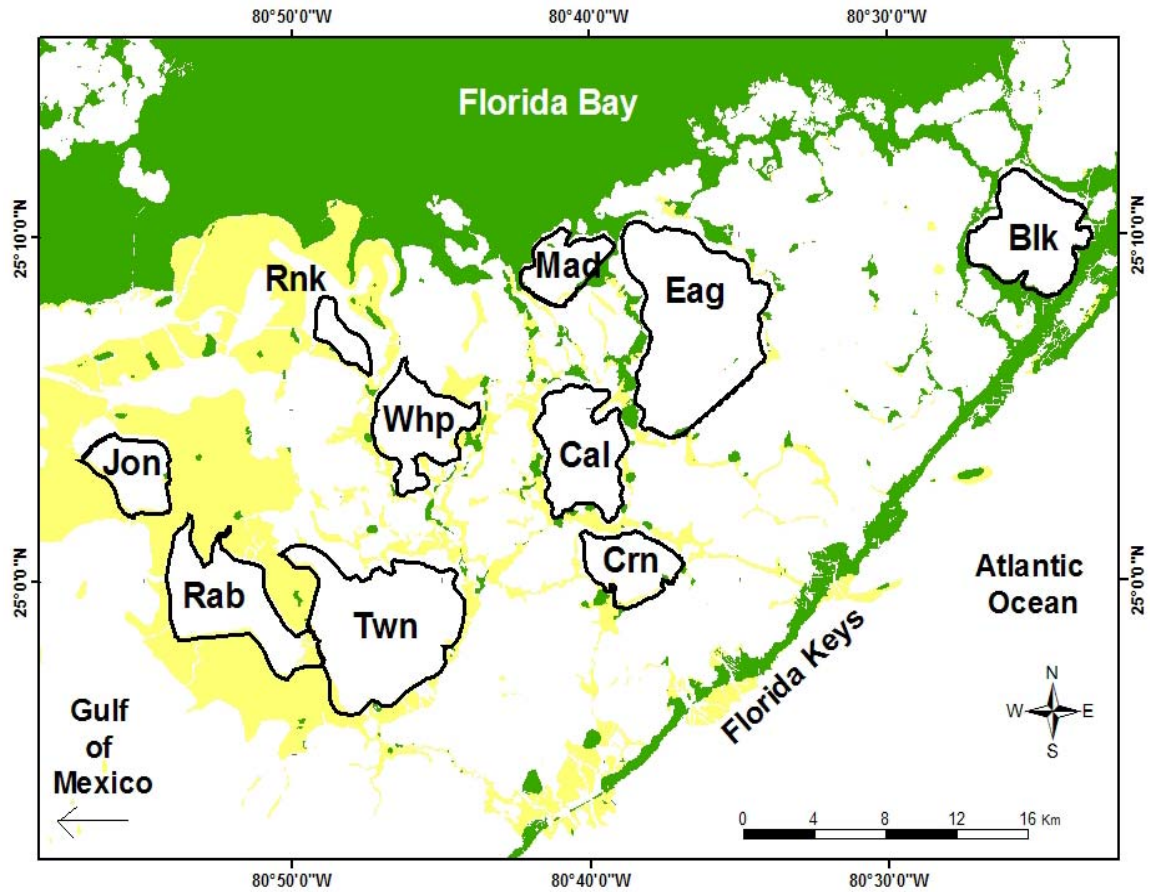 80°50'0"W 80°40'0"W 80°30'0"W
Florida Bay
25°10'0"N
25°10'0"N
Blk
Mad
Rnk
Eag
Whp
Cal
Jon
Crn
Atlantic
Ocean
25°0'0"N
25°0'0"N
Rab
Twn
Florida Keys
N
W E
S
Gulf
of
Mexico
0 4 8 12 16 Km
80°50'0"W 80°40'0"W 80°30'0"W